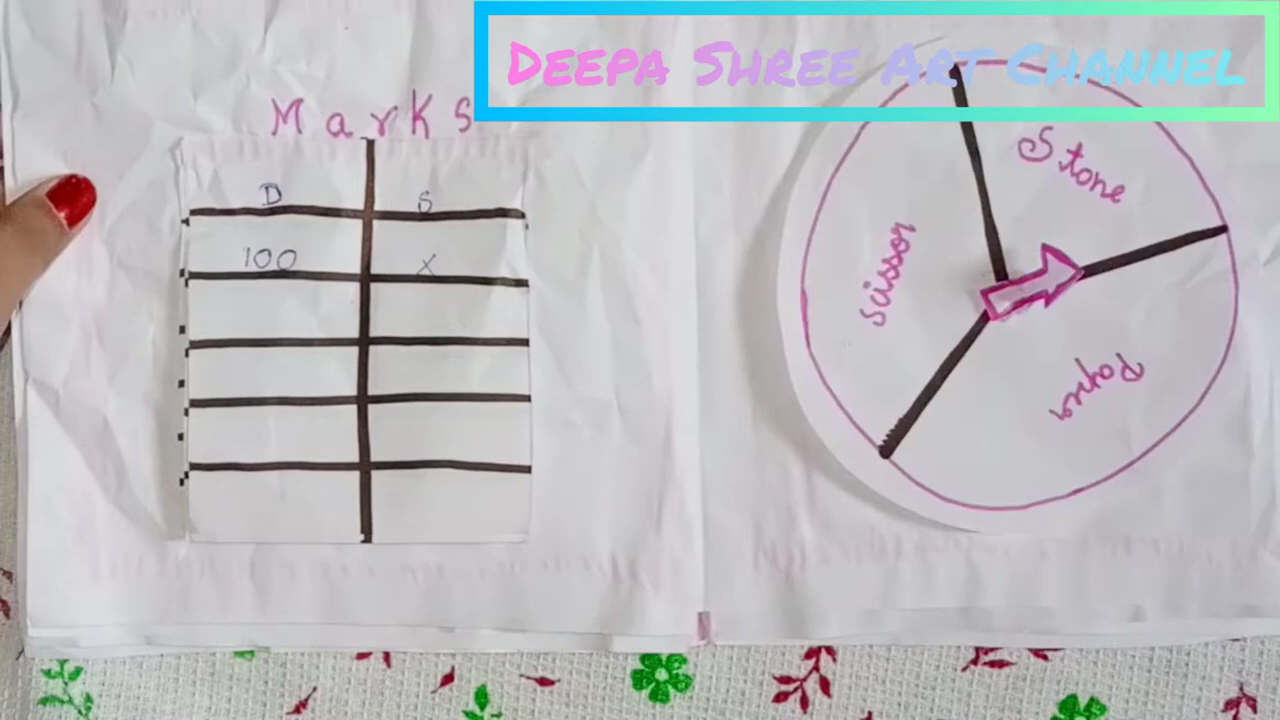 Deepa Shree Art Channel
Marks
D S
100 X
Stone
Scissor
Paper